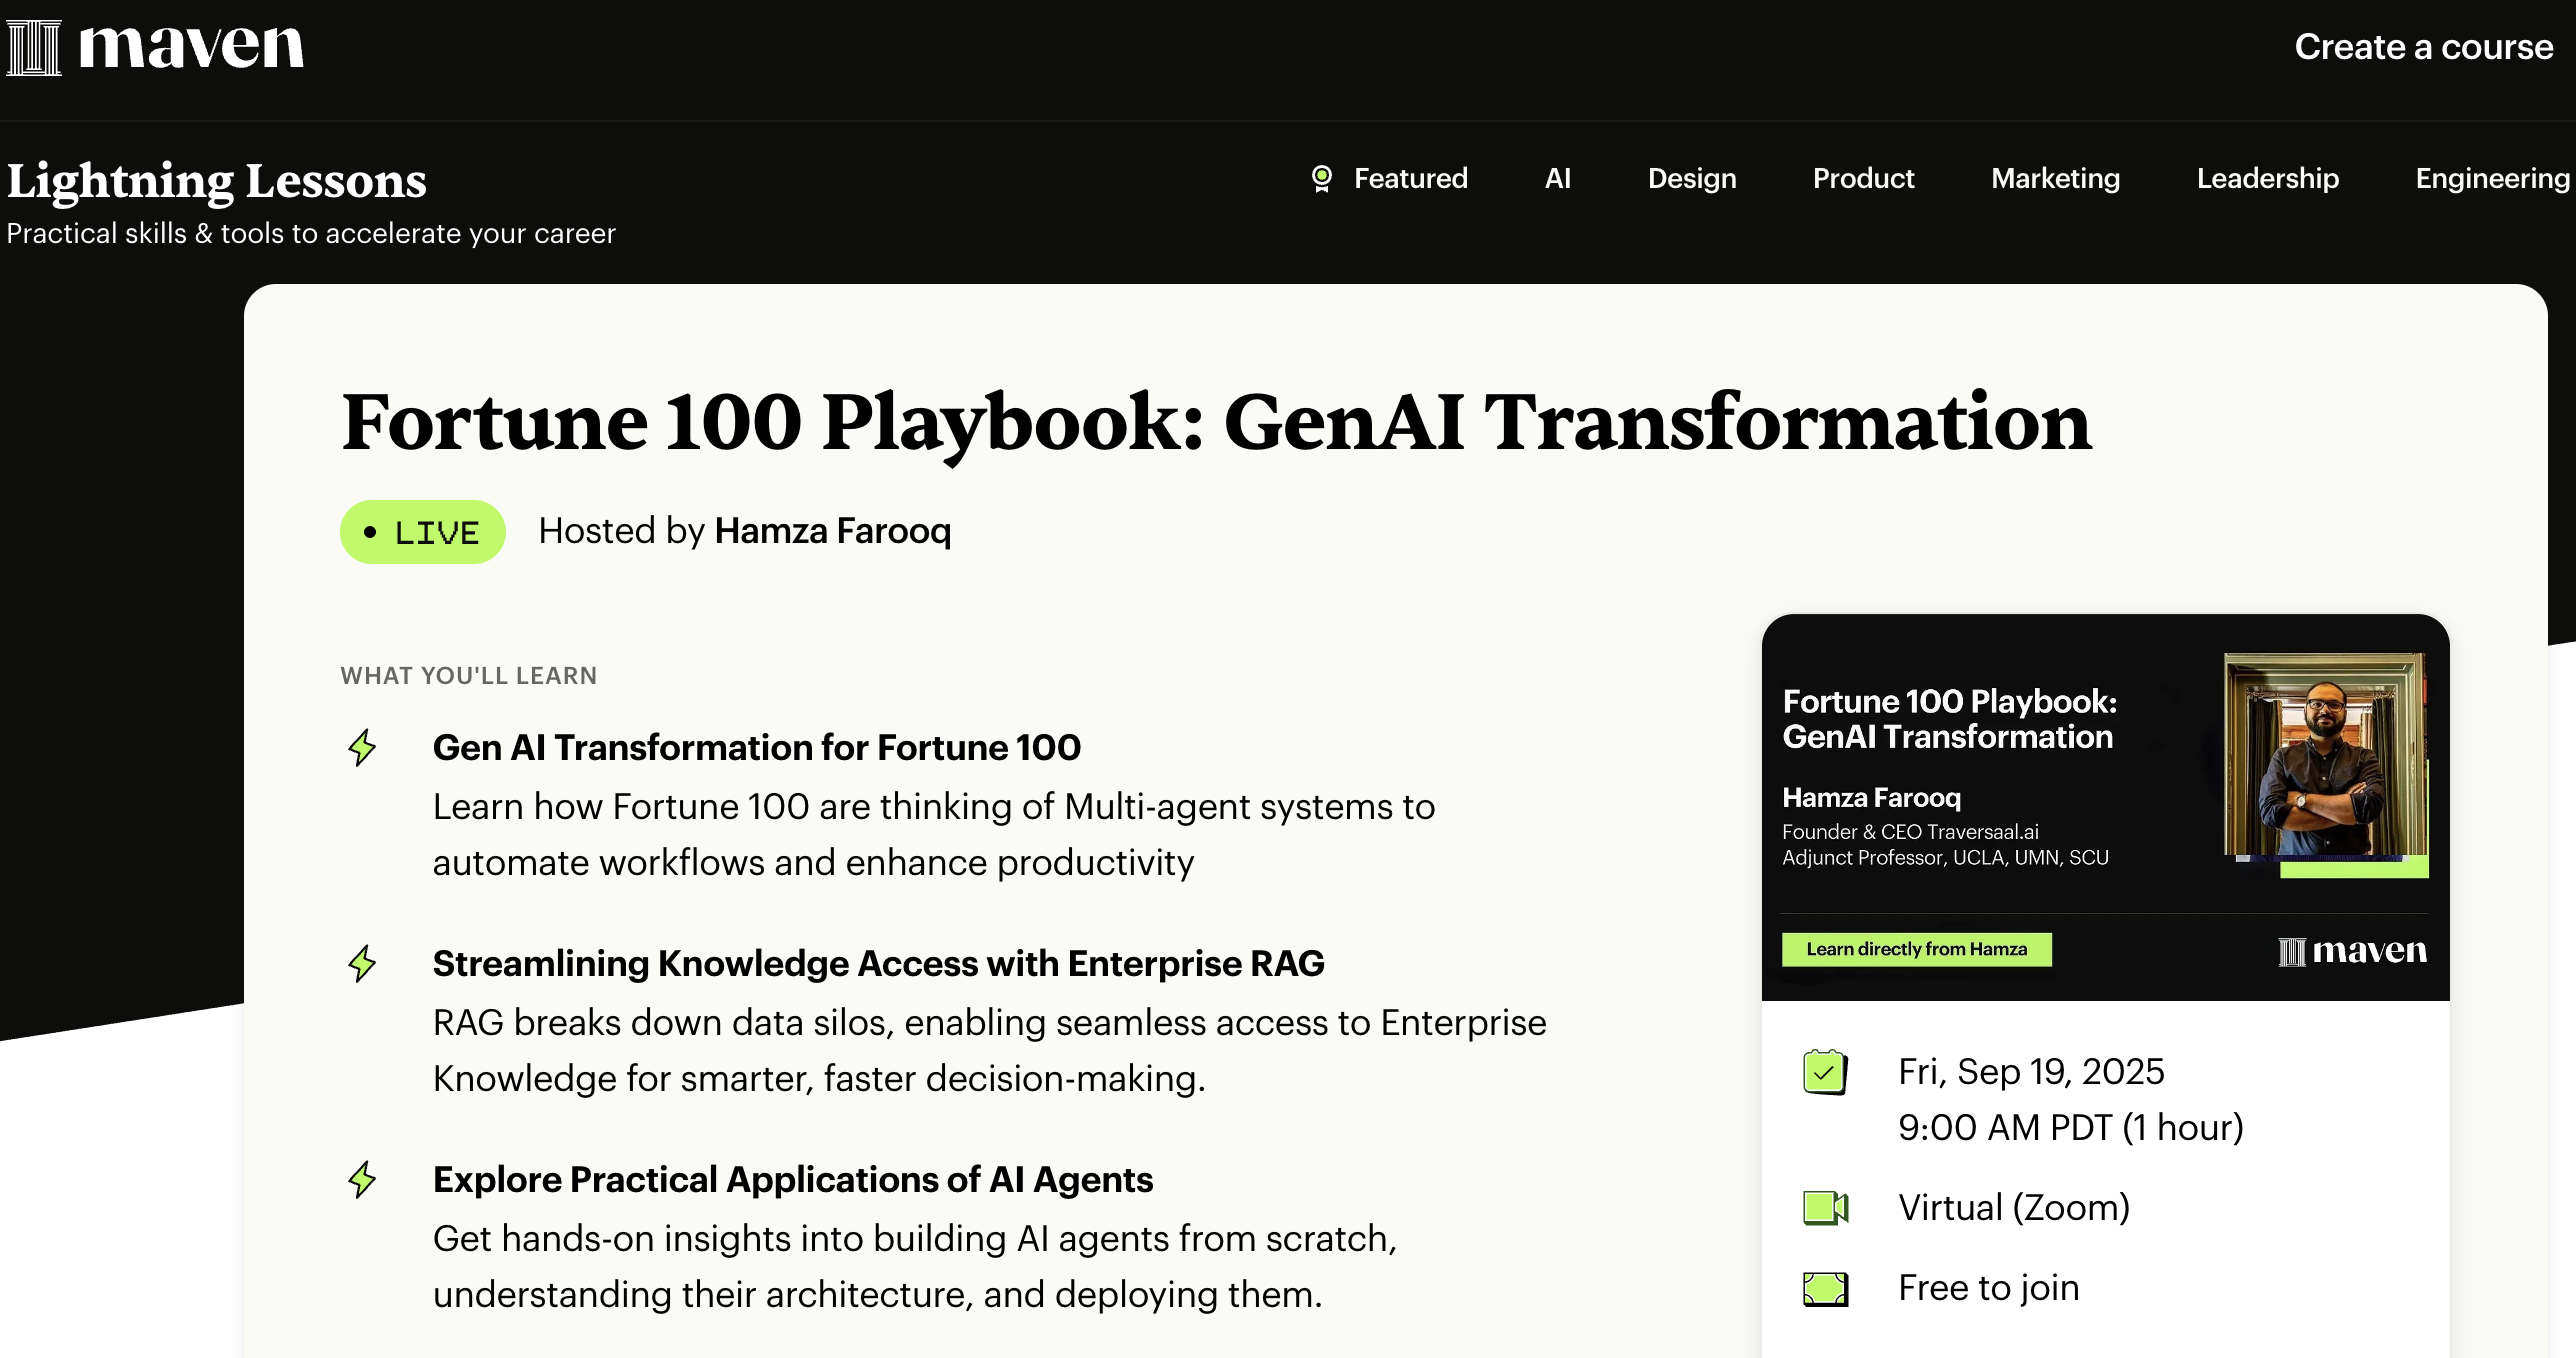 maven
Create a course
Lightning Lessons
Practical skills & tools to accelerate your career
Featured
AI
Design
Product
Marketing
Leadership
Engineering
Fortune 100 Playbook: GenAI Transformation
• LIVE
Hosted by Hamza Farooq
WHAT YOU'LL LEARN
Gen AI Transformation for Fortune 100
Learn how Fortune 100 are thinking of Multi-agent systems to
automate workflows and enhance productivity
Streamlining Knowledge Access with Enterprise RAG
RAG breaks down data silos, enabling seamless access to Enterprise
Knowledge for smarter, faster decision-making.
Explore Practical Applications of AI Agents
Get hands-on insights into building AI agents from scratch,
understanding their architecture, and deploying them.
Fortune 100 Playbook:
GenAI Transformation
Hamza Farooq
Founder & CEO Traversaal.ai
Adjunct Professor, UCLA, UMN, SCU
Learn directly from Hamza
maven
Fri, Sep 19, 2025
9:00 AM PDT (1 hour)
Virtual (Zoom)
Free to join